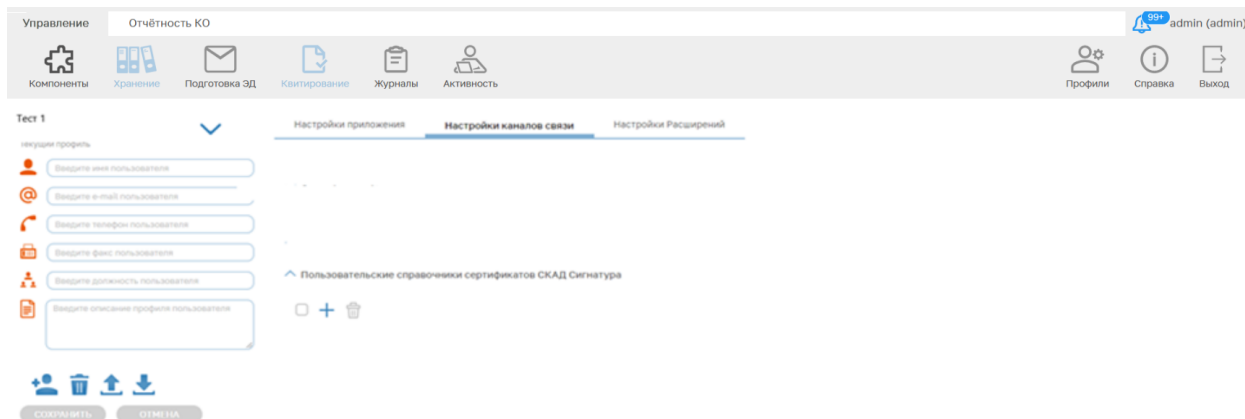 Управление Отчётность КО 99+ admin (admin)
Компоненты Хранение Подготовка ЭД Квитирование Журналы Активность Профили Справка Выход
Тест 1
Настройки приложения Настройки каналов связи Настройки Расширений
текущий профиль
Введите имя пользователя
Введите e-mail пользователя
Введите телефон пользователя
Введите факс пользователя
Введите должность пользователя
Пользовательские справочники сертификатов СКАД Сигнатура
Введите описание профиля пользователя
СОХРАНИТЬ ОТМЕНА